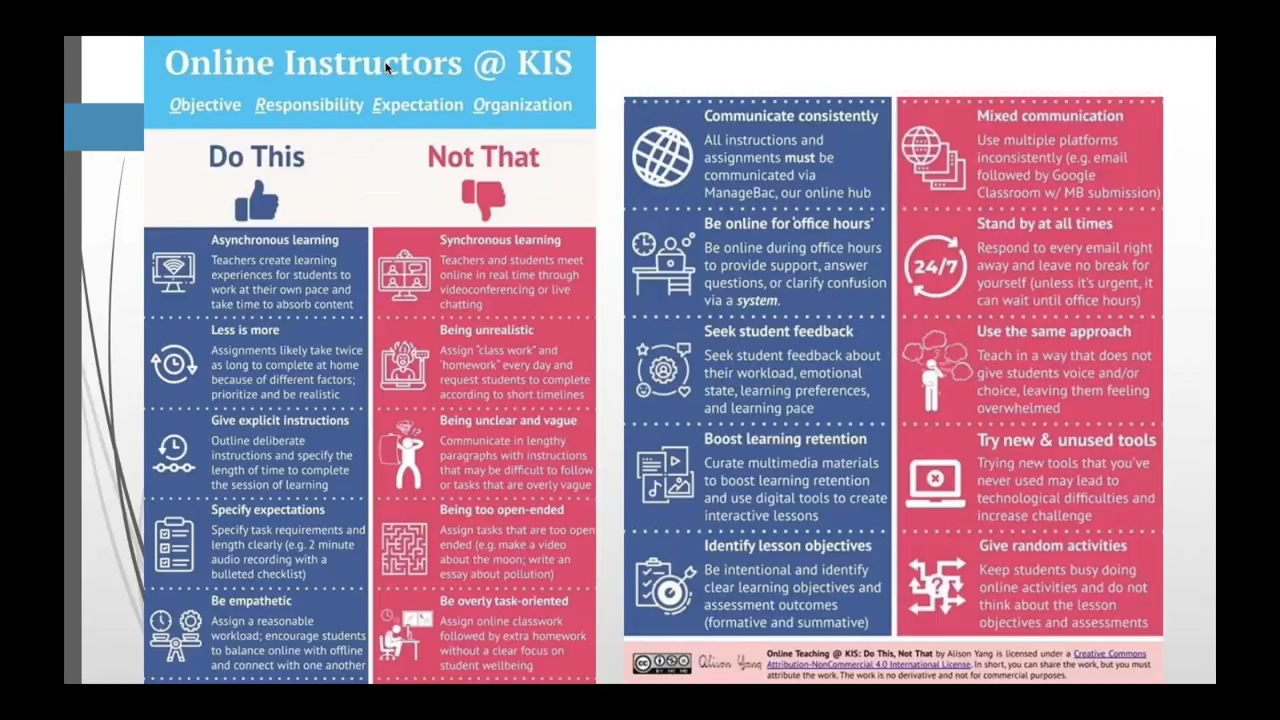 Online Instructors @ KIS
Objective Responsibility Expectation Organization
Do This
Not That
Asynchronous learning
Teachers create learning
experiences for students to
work at their own pace and
take time to absorb content
Synchronous learning
Teachers and students meet
online in real time through
videoconferencing or live
chatting
Less is more
Assignments likely take twice
as long to complete at home
because of different factors;
prioritize and be realistic
Being unrealistic
Assign "class work" and
"homework" every day and
request students to complete
according to short timelines
Give explicit instructions
Outline deliberate
instructions and specify the
length of time to complete
the session of learning
Being unclear and vague
Communicate in lengthy
paragraphs with instructions
that may be difficult to follow
or tasks that are overly vague
Specify expectations
Specify task requirements and
length clearly (e.g. 2 minute
audio recording with a
bulleted checklist)
Being too open-ended
Assign tasks that are too open
ended (e.g. make a video
about the moon; write an
essay about pollution)
Be empathetic
Assign a reasonable
workload; encourage students
to balance online with offline
and connect with one another
Be overly task-oriented
Assign online classwork
followed by extra homework
without a clear focus on
student wellbeing
Communicate consistently
All instructions and
assignments must be
communicated via
ManageBac, our online hub
Mixed communication
Use multiple platforms
inconsistently (e.g. email
followed by Google
Classroom w/ MB submission)
Be online for 'office hours'
Be online during office hours
to provide support, answer
questions, or clarify confusion
via a system.
24/7
Stand by at all times
Respond to every email right
away and leave no break for
yourself (unless it's urgent, it
can wait until office hours)
Seek student feedback
Seek student feedback about
their workload, emotional
state, learning preferences,
and learning pace
Use the same approach
Teach in a way that does not
give students voice and/or
choice, leaving them feeling
overwhelmed
Boost learning retention
Curate multimedia materials
to boost learning retention
and use digital tools to create
interactive lessons
Try new & unused tools
Trying new tools that you've
never used may lead to
technological difficulties and
increase challenge
Identify lesson objectives
Be intentional and identify
clear learning objectives and
assessment outcomes
(formative and summative)
Give random activities
Keep students busy doing
online activities and do not
think about the lesson
objectives and assessments
Alison Yang
Online Teaching @ KIS: Do This, Not That by Alison Yang is licensed under a Creative Commons
Attribution-NonCommercial 4.0 International License. In short, you can share the work, but you must
attribute the work. The work is no derivative and not for commercial purposes.